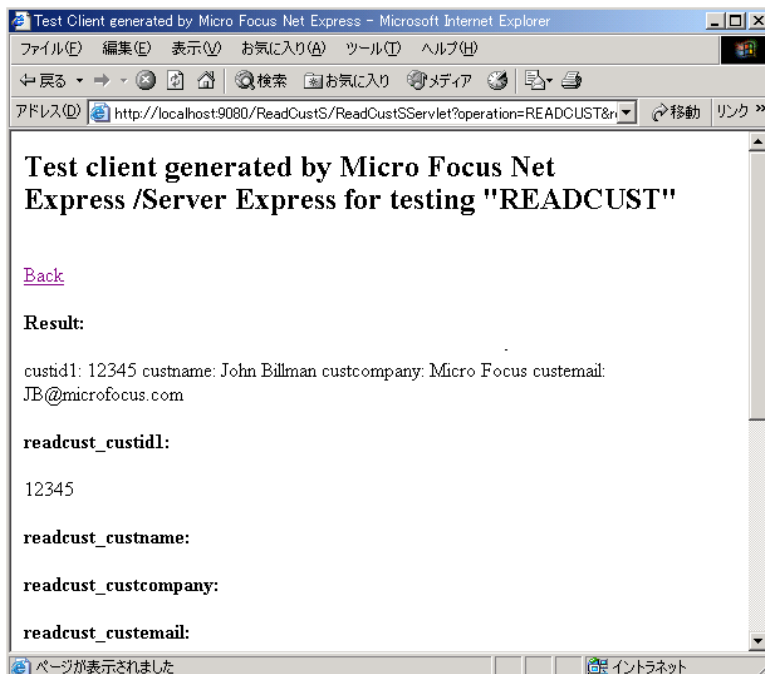 Test Client generated by Micro Focus Net Express - Microsoft Internet Explorer
ファイル(F) 編集(E) 表示(V) お気に入り(A) ツール(T) ヘルプ(H)
戻る 検索 お気に入り メディア
アドレス(D) http://localhost:9080/ReadCustS/ReadCustSServlet?operation=READCUST&r 移動 リンク »
Test client generated by Micro Focus Net
Express /Server Express for testing "READCUST"
Back
Result:
custid1: 12345 custname: John Billman custcompany: Micro Focus custemail:
JB@microfocus.com
readcust_custid1:
12345
readcust_custname:
readcust_custcompany:
readcust_custemail:
ページが表示されました イントラネット